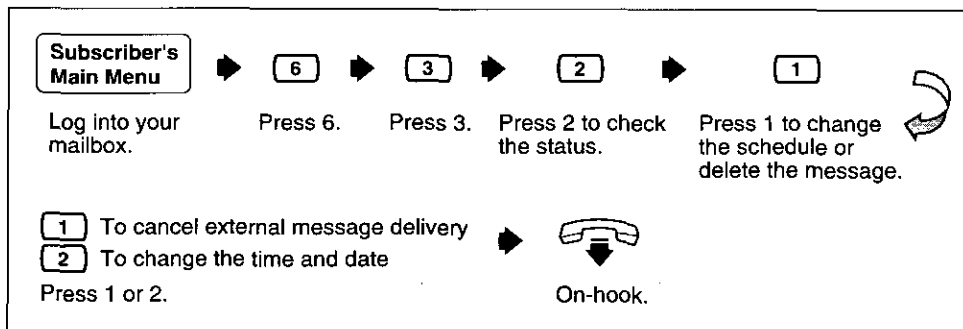 Subscriber's
Main Menu
6
3
2
1
Log into your
mailbox.
Press 6.
Press 3.
Press 2 to check
the status.
Press 1 to change
the schedule or
delete the message.
1 To cancel external message delivery
2 To change the time and date
Press 1 or 2.
On-hook.